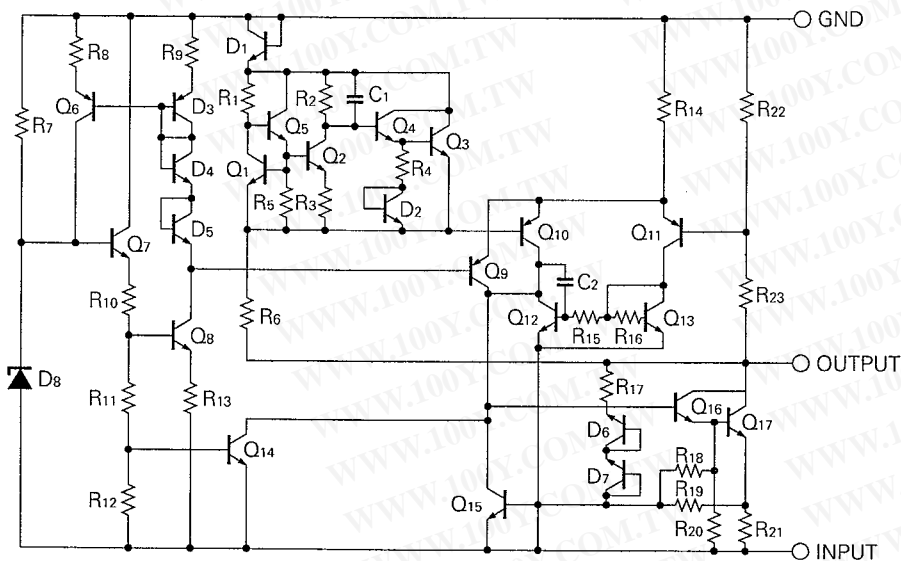 WWW.100Y.COM.TW
GND
R8
R9
D1
R1
R2
C1
R14
R22
Q6
D3
R7
Q5
Q4
Q3
Q2
D4
Q1
R4
R5
R3
D2
D5
Q7
Q10
Q11
Q9
C2
R10
R23
R6
Q12
Q13
R15
R16
Q8
OUTPUT
D8
R17
R11
R13
Q16
Q17
D6
Q14
R18
D7
R19
R12
Q15
R20
R21
INPUT